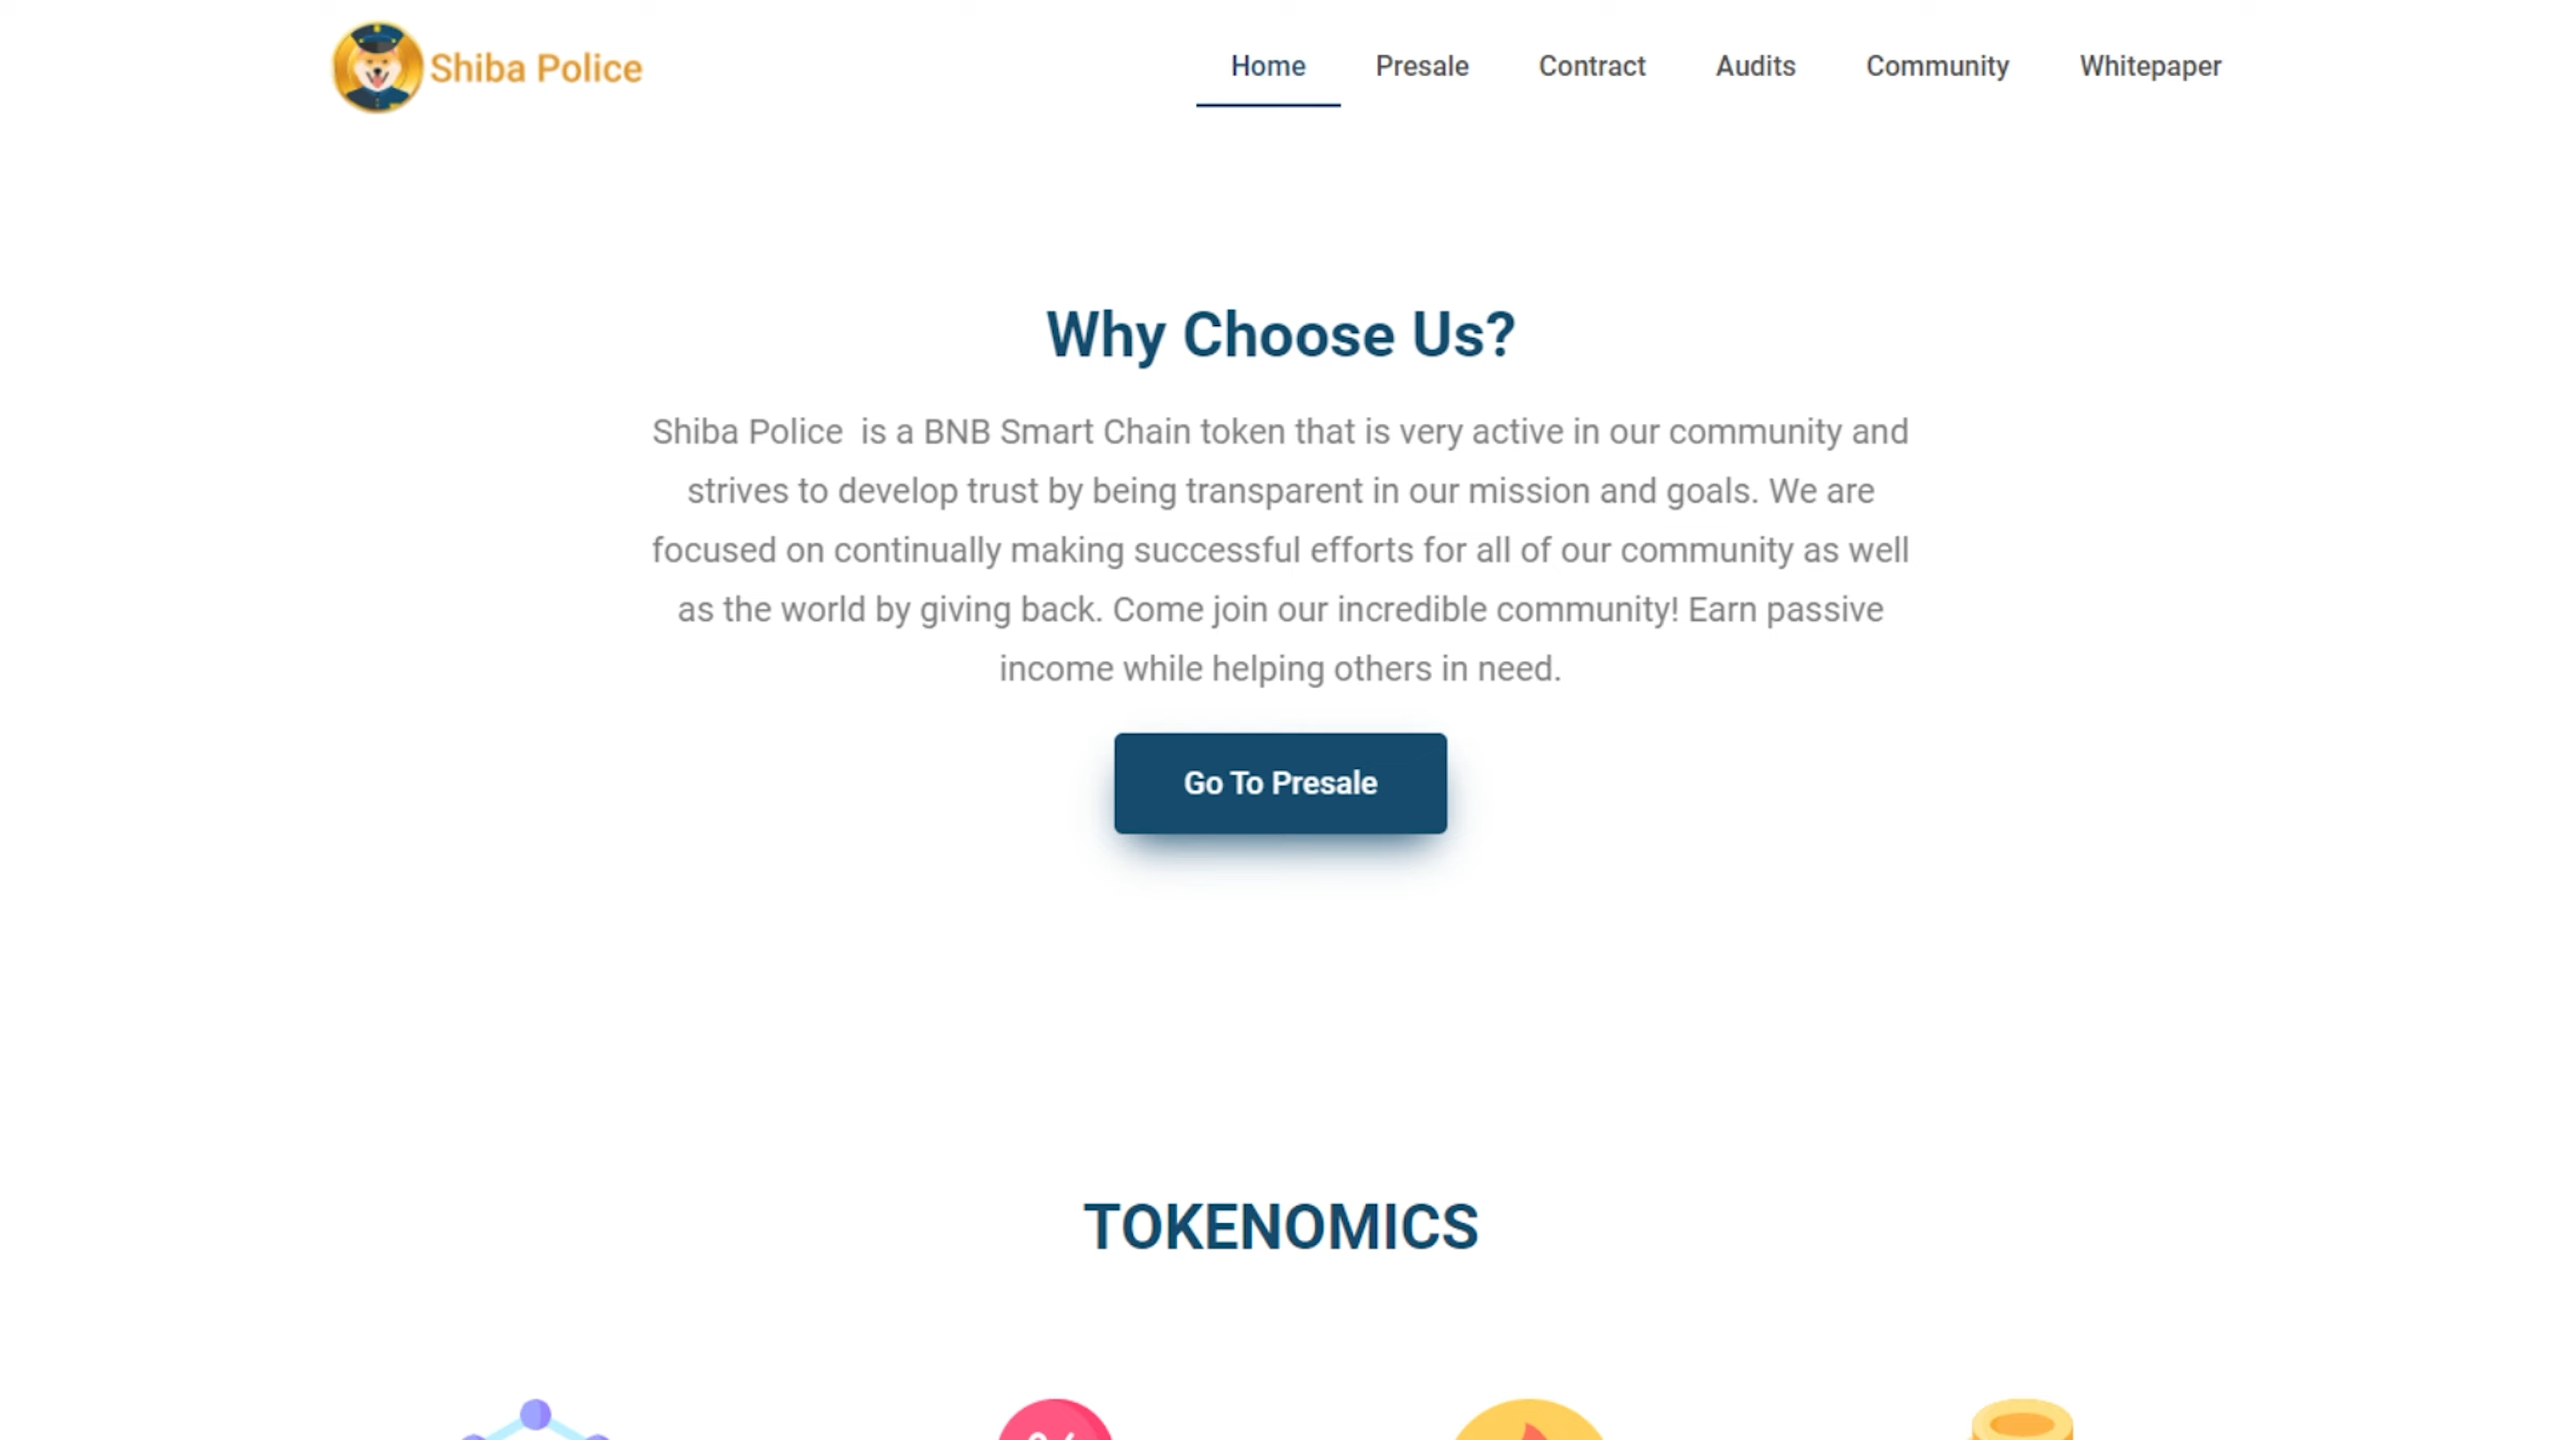 Shiba Police
Home Presale Contract Audits Community Whitepaper
Why Choose Us?
Shiba Police  is a BNB Smart Chain token that is very active in our community and
strives to develop trust by being transparent in our mission and goals. We are
focused on continually making successful efforts for all of our community as well
as the world by giving back. Come join our incredible community! Earn passive
income while helping others in need.
Go To Presale
TOKENOMICS